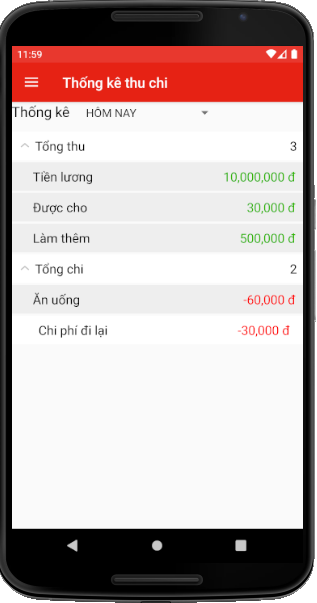 11:59
Thống kê thu chi
Thống kê HÔM NAY
Tổng thu 3
Tiền lương 10,000,000 đ
Được cho 30,000 đ
Làm thêm 500,000 đ
Tổng chi 2
Ăn uống -60,000 đ
Chi phí đi lại -30,000 đ